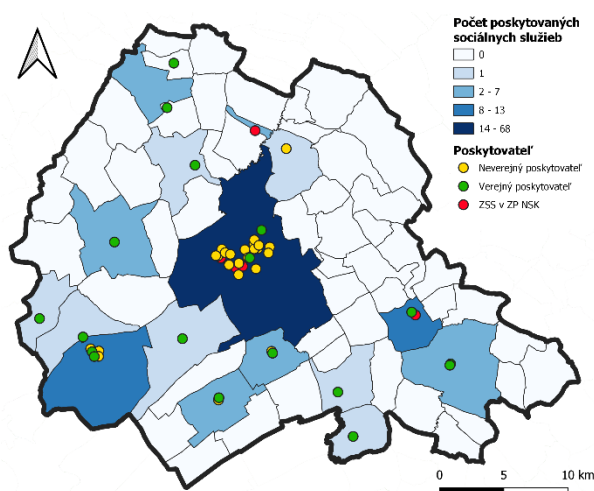 Počet poskytovaných
sociálnych služieb
0
1
2 - 7
8 - 13
14 - 68
Poskytovateľ
Neverejný poskytovateľ
Verejný poskytovateľ
ZSS v ZP NSK
0 5 10 km